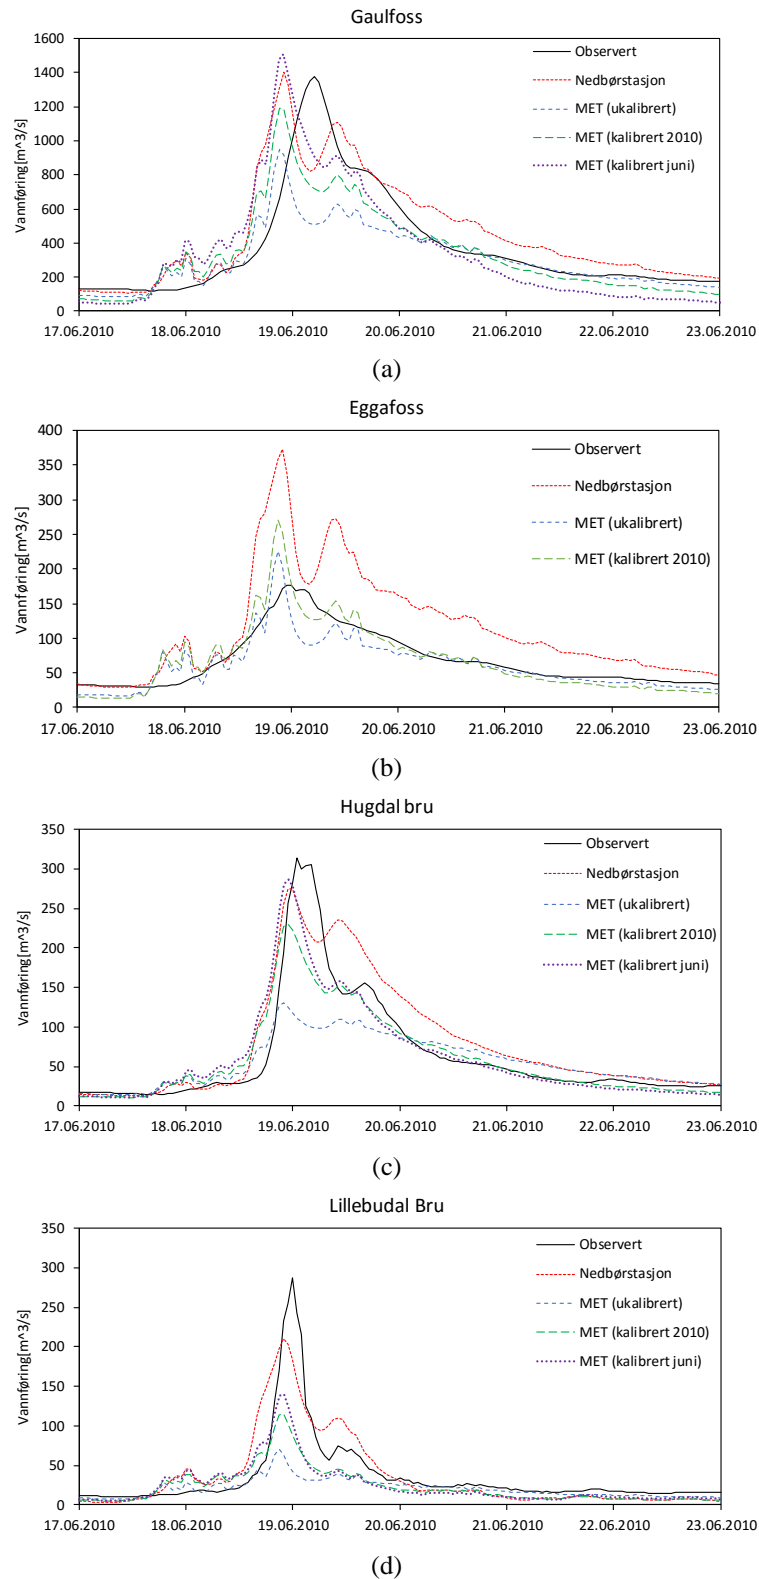 Gaulfoss
Vannføring[m^3/s]
1600
1400
1200
1000
800
600
400
200
0
Observert
Nedbørstasjon
MET (ukalibrert)
MET (kalibrert 2010)
MET (kalibrert juni)
17.06.2010 18.06.2010 19.06.2010 20.06.2010 21.06.2010 22.06.2010 23.06.2010
(a)
Eggafoss
Vannføring[m^3/s]
400
350
300
250
200
150
100
50
0
Observert
Nedbørstasjon
MET (ukalibrert)
MET (kalibrert 2010)
17.06.2010 18.06.2010 19.06.2010 20.06.2010 21.06.2010 22.06.2010 23.06.2010
(b)
Hugdal bru
Vannføring[m^3/s]
350
300
250
200
150
100
50
0
Observert
Nedbørstasjon
MET (ukalibrert)
MET (kalibrert 2010)
MET (kalibrert juni)
17.06.2010 18.06.2010 19.06.2010 20.06.2010 21.06.2010 22.06.2010 23.06.2010
(c)
Lillebudal Bru
Vannføring[m^3/s]
350
300
250
200
150
100
50
0
Observert
Nedbørstasjon
MET (ukalibrert)
MET (kalibrert 2010)
MET (kalibrert juni)
17.06.2010 18.06.2010 19.06.2010 20.06.2010 21.06.2010 22.06.2010 23.06.2010
(d)